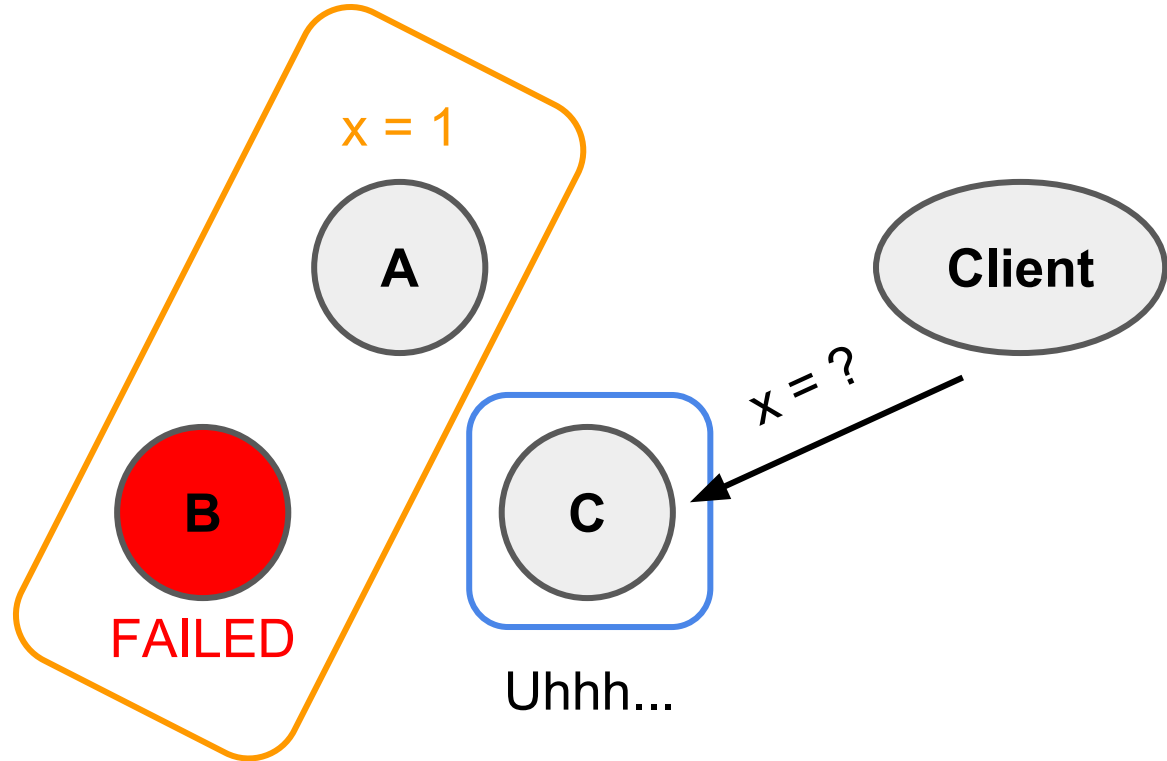 x = 1
A
Client
x = ?
B
C
FAILED
Uhhh...